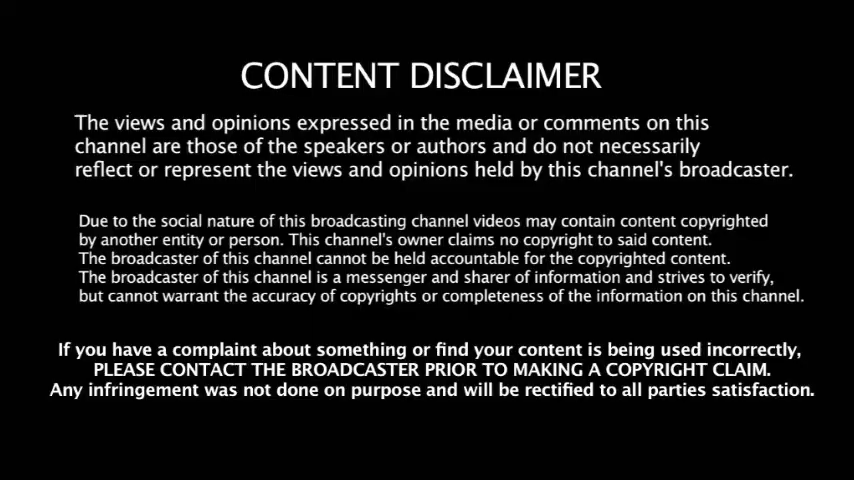 CONTENT DISCLAIMER
The views and opinions expressed in the media or comments on this
channel are those of the speakers or authors and do not necessarily
reflect or represent the views and opinions held by this channel's broadcaster.
Due to the social nature of this broadcasting channel videos may contain content copyrighted
by another entity or person. This channel's owner claims no copyright to said content.
The broadcaster of this channel cannot be held accountable for the copyrighted content.
The broadcaster of this channel is a messenger and sharer of information and strives to verify,
but cannot warrant the accuracy of copyrights or completeness of the information on this channel.
If you have a complaint about something or find your content is being used incorrectly,
PLEASE CONTACT THE BROADCASTER PRIOR TO MAKING A COPYRIGHT CLAIM.
Any infringement was not done on purpose and will be rectified to all parties satisfaction.